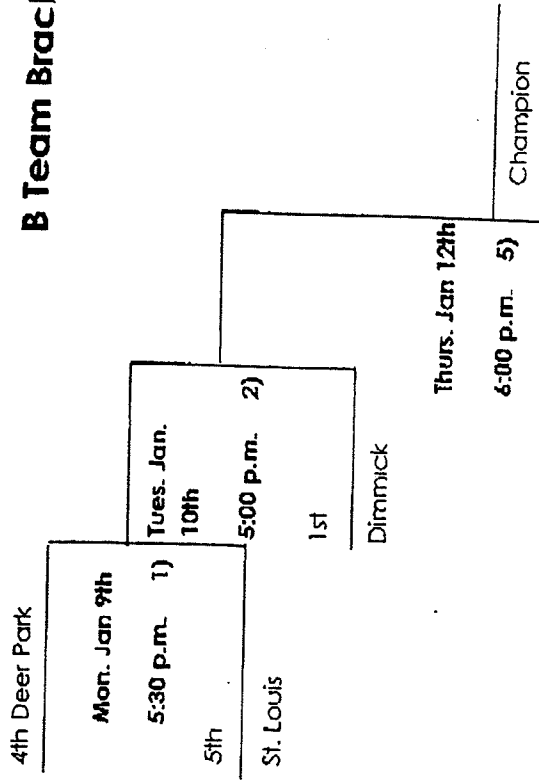 B Team Brac
4th Deer Park
Mon. Jan 9th
5:30 p.m. 1)
5th
St. Louis
Tues. Jan.
10th
5:00 p.m. 2)
1st
Dimmick
Thurs. Jan 12th
6:00 p.m. 5)
Champion